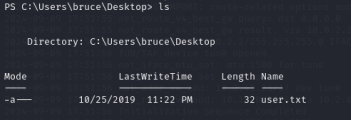 PS C:\Users\bruce\Desktop> ls
Directory: C:\Users\bruce\Desktop
Mode LastWriteTime Length Name
---- ------------- ------ ----
-a--- 10/25/2019 11:22 PM 32 user.txt